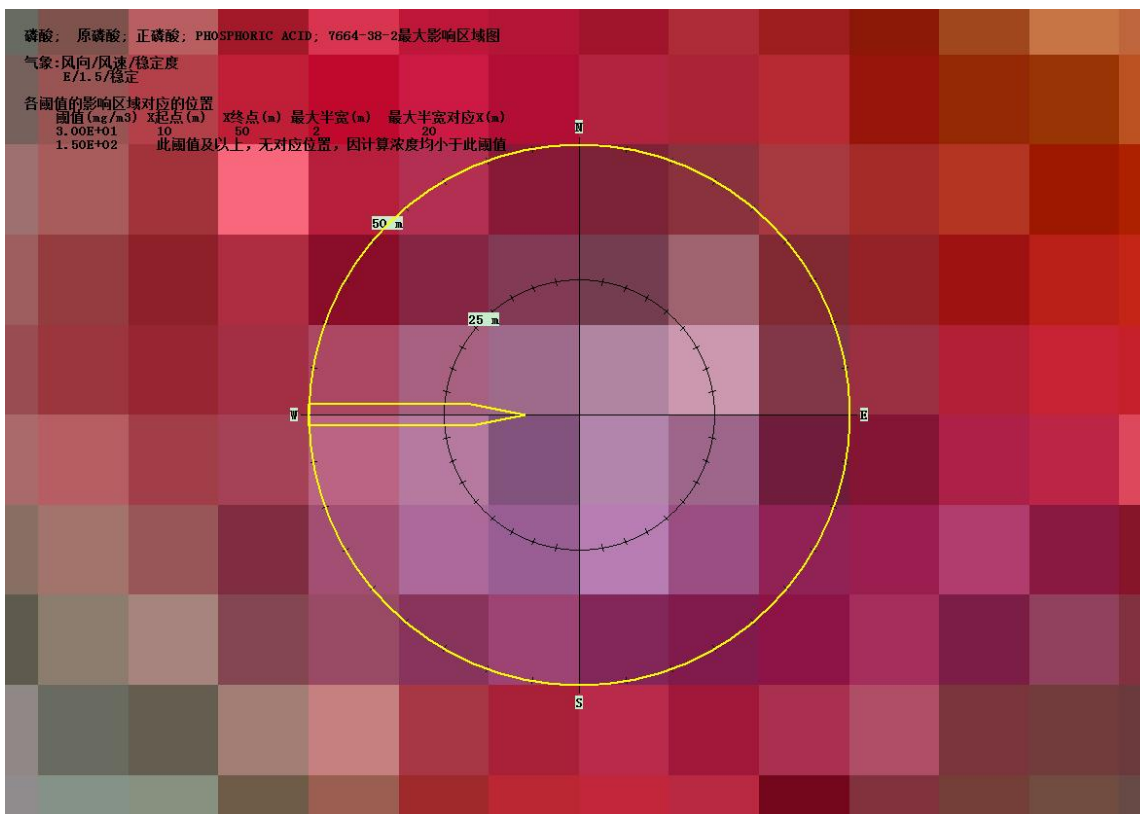 磷酸; 原磷酸; 正磷酸; PHOSPHORIC ACID; 7664-38-2最大影响区域图
气象:风向/风速/稳定度
E/1.5/稳定
各阈值的影响区域对应的位置
阈值(mg/m3) X起点(m) X终点(m) 最大半宽(m) 最大半宽对应X(m)
3.00E+01 10 50 2 20
1.50E+02 此阈值及以上，无对应位置，因计算浓度均小于此阈值
N
50 m
25 m
W
E
S